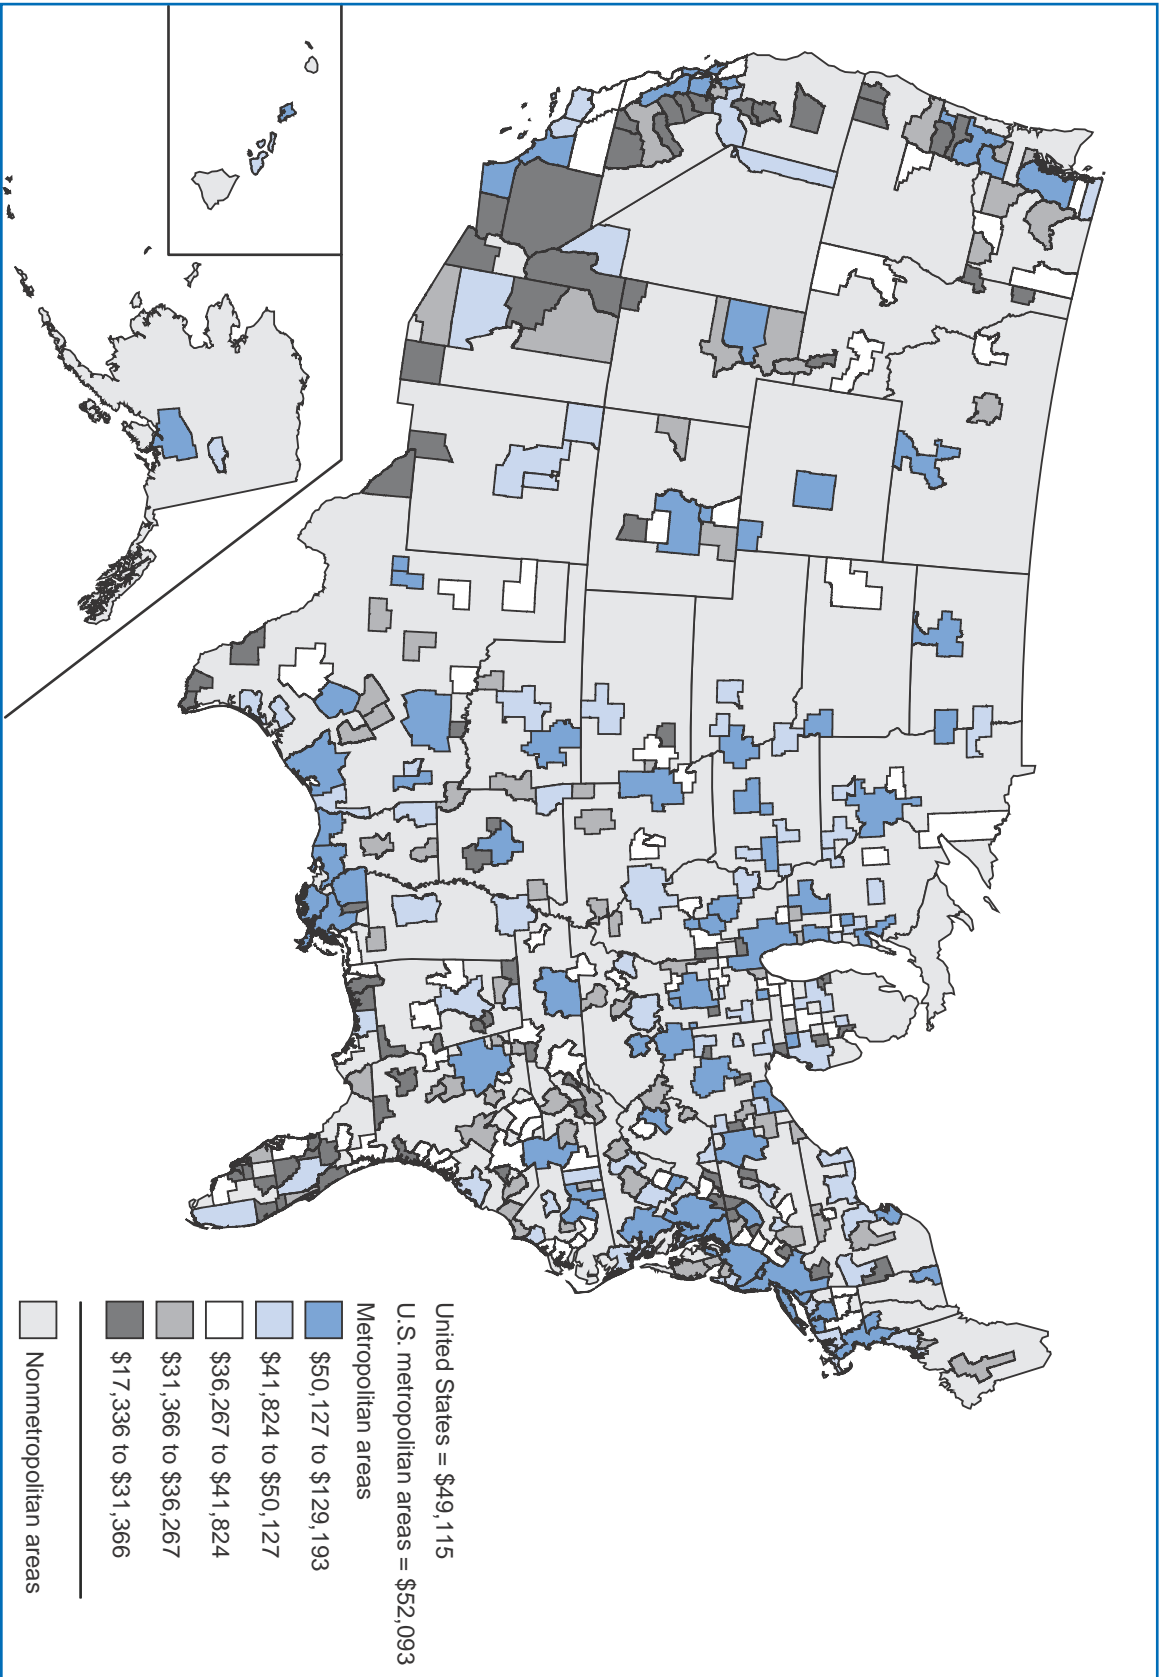 United States = $49,115
U.S. metropolitan areas = $52,093
Metropolitan areas
$50,127 to $129,193
$41,824 to $50,127
$36,267 to $41,824
$31,366 to $36,267
$17,336 to $31,366
Nonmetropolitan areas